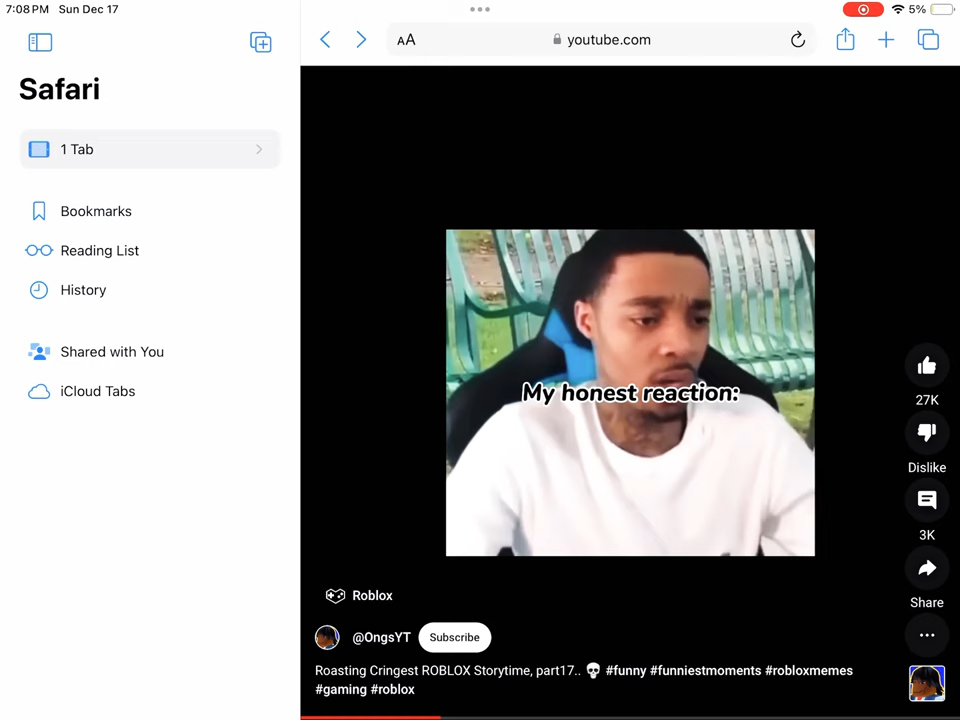 7:08 PM Sun Dec 17
5%
AA
youtube.com
Safari
1 Tab
Bookmarks
Reading List
History
Shared with You
iCloud Tabs
My honest reaction:
27K
Dislike
3K
Share
Roblox
@OngsYT
Subscribe
Roasting Cringest ROBLOX Storytime, part17.. 💀 #funny #funniestmoments #robloxmemes
#gaming #roblox